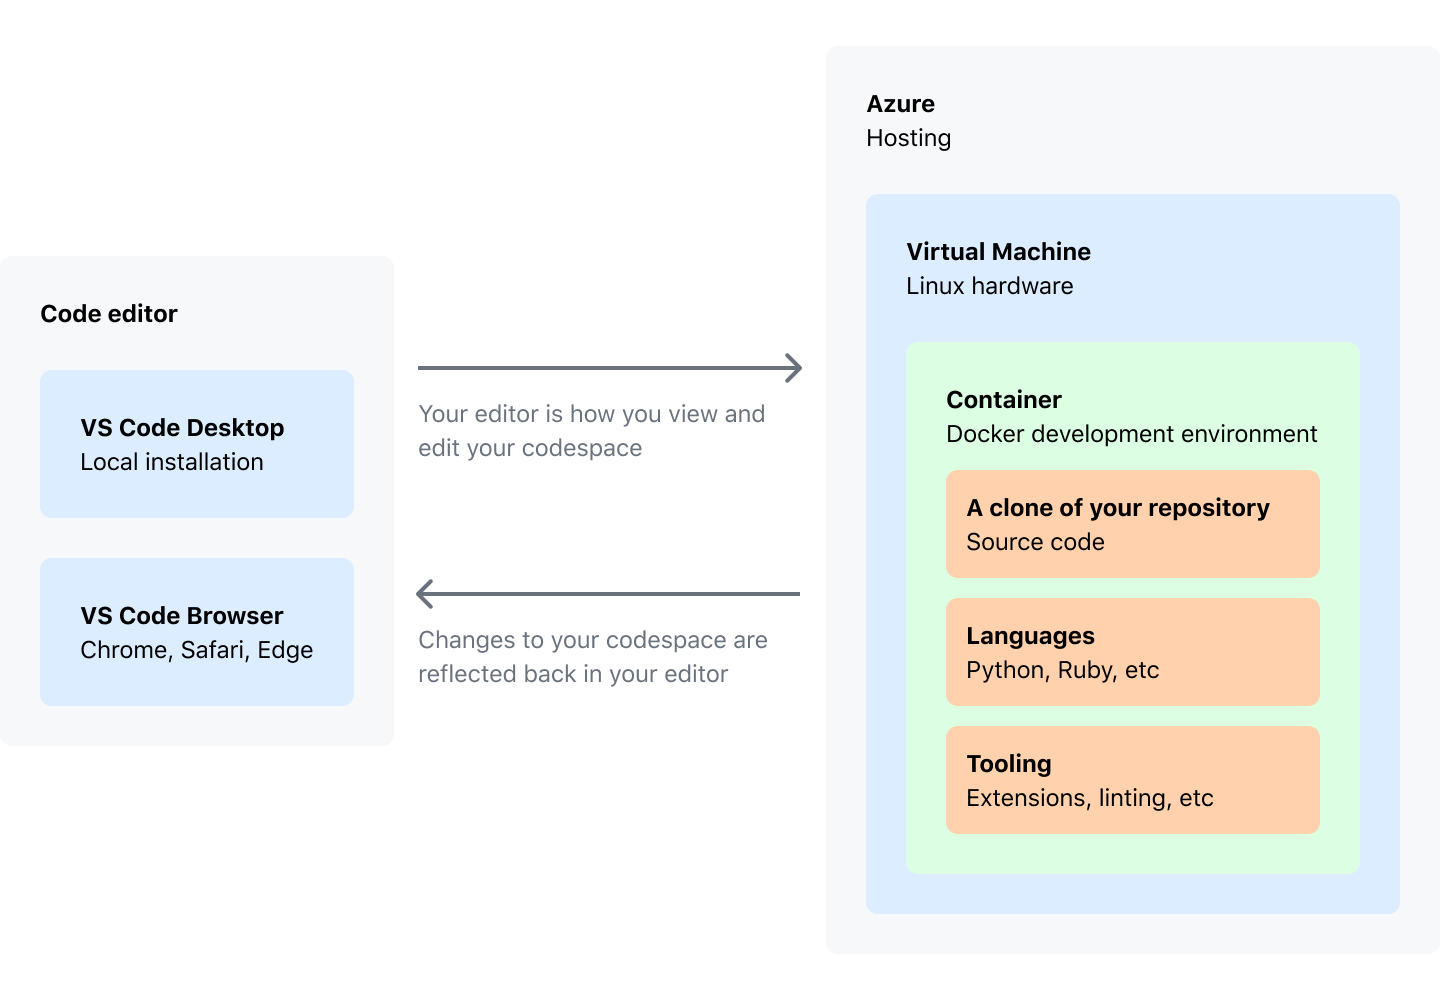 Code editor
VS Code Desktop
Local installation
VS Code Browser
Chrome, Safari, Edge
Your editor is how you view and
edit your codespace
Changes to your codespace are
reflected back in your editor
Azure
Hosting
Virtual Machine
Linux hardware
Container
Docker development environment
A clone of your repository
Source code
Languages
Python, Ruby, etc
Tooling
Extensions, linting, etc